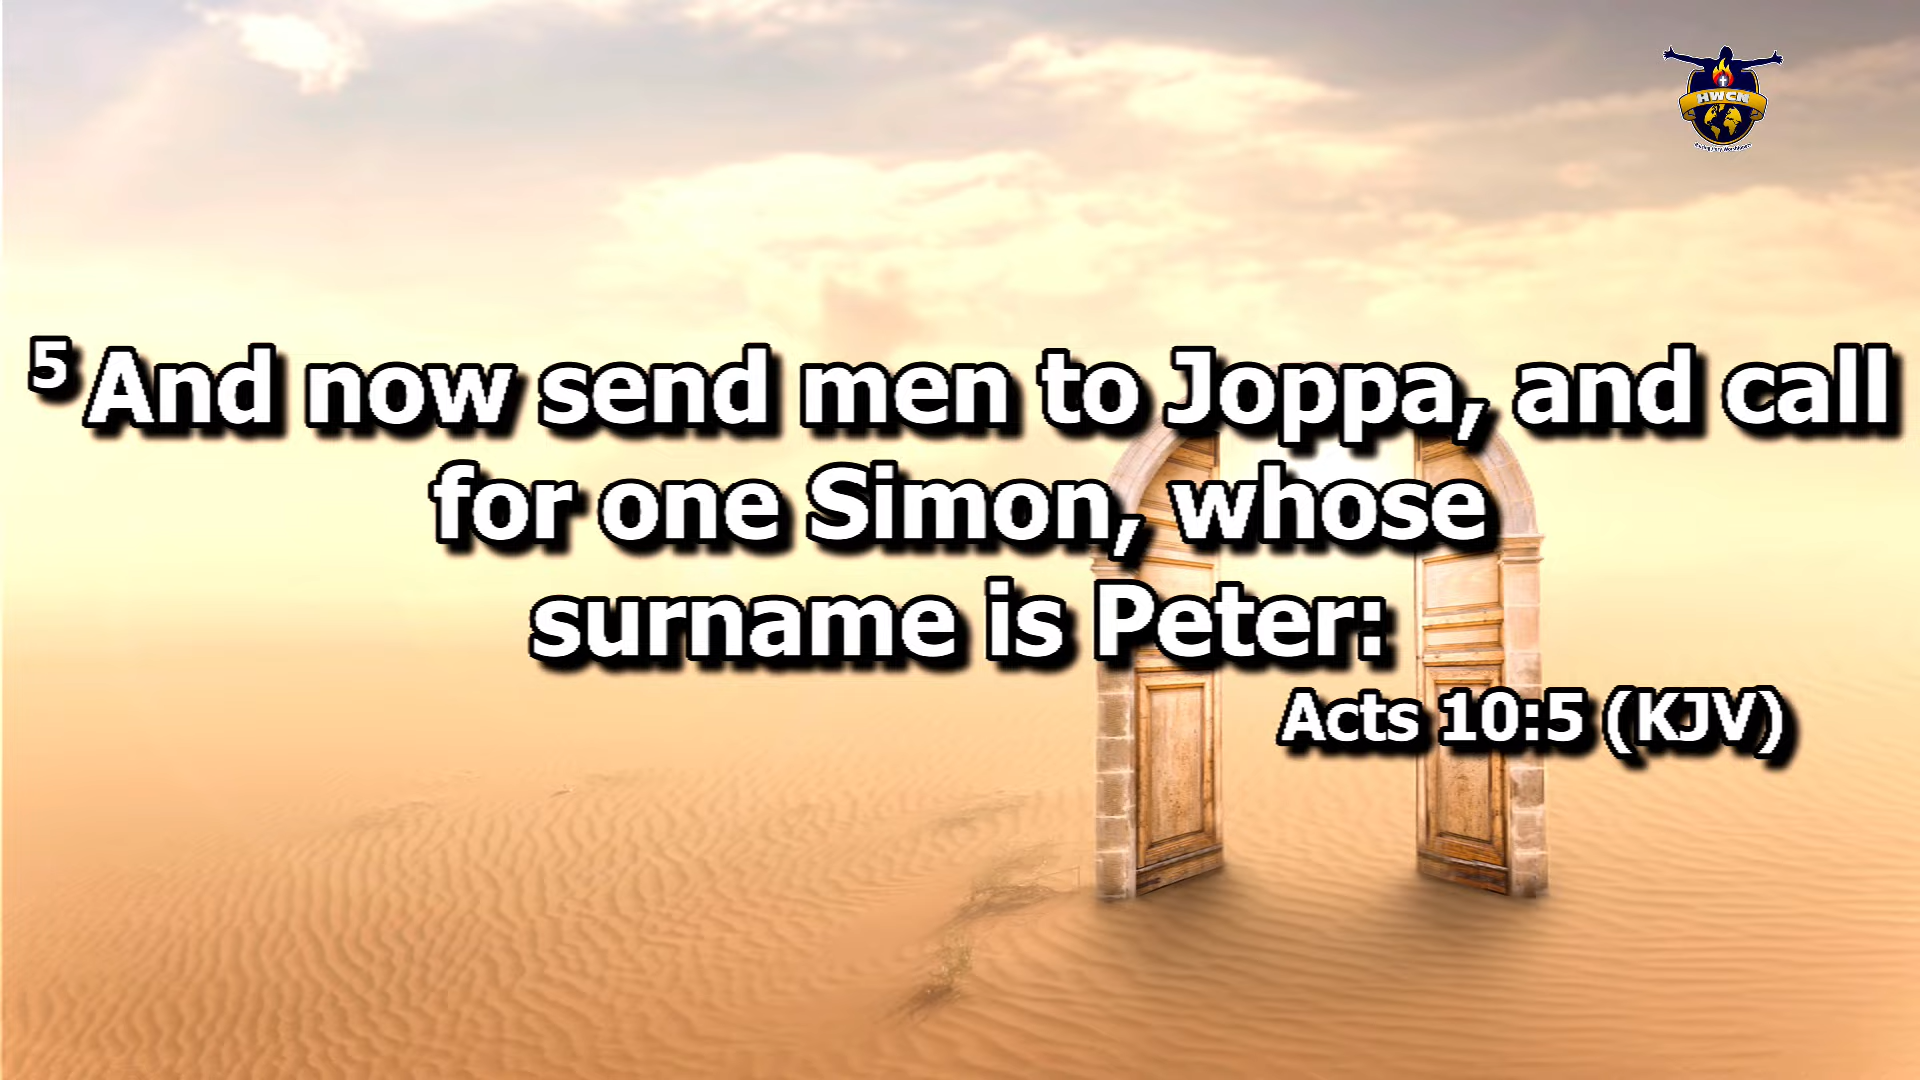 HWCN
5 And now send men to Joppa, and call
for one Simon, whose
surname is Peter:
Acts 10:5 (KJV)